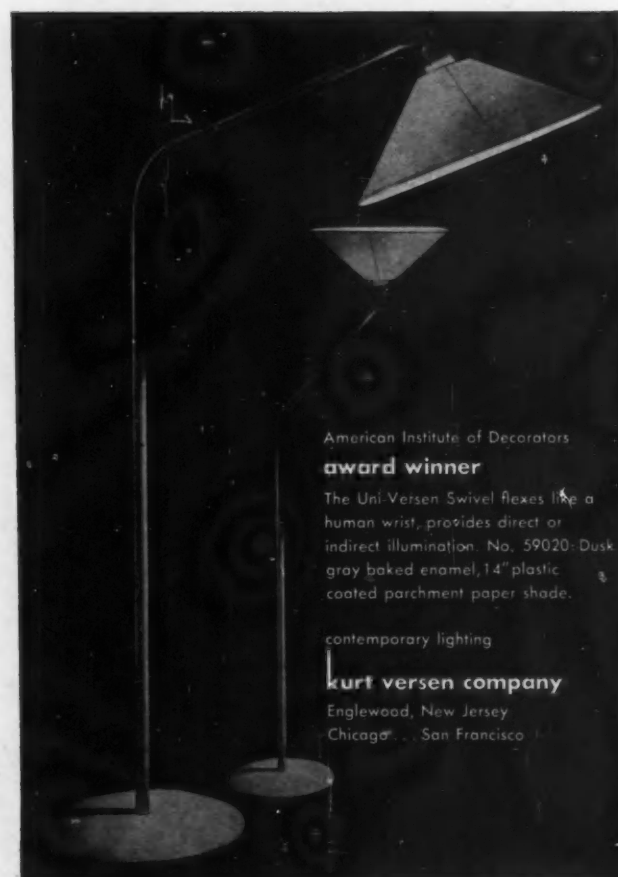 American Institute of Decorators
award winner
The Uni-Versen Swivel flexes like a
human wrist, provides direct or
indirect illumination. No. 59020: Dusk
gray baked enamel, 14" plastic
coated parchment paper shade.
contemporary lighting
kurt versen company
Englewood, New Jersey
Chicago . . . San Francisco